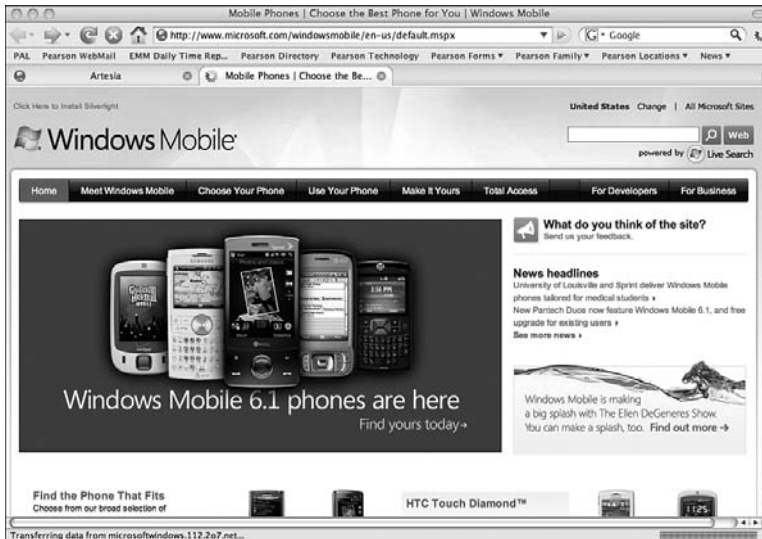 Mobile Phones | Choose the Best Phone for You | Windows Mobile
http://www.microsoft.com/windowsmobile/en-us/default.mspx
G Google
PAL Pearson WebMail EMM Daily Time Rep... Pearson Directory Pearson Technology Pearson Forms Pearson Family Pearson Locations News
Artesia
Mobile Phones | Choose the Be...
Click Here to Install Silverlight
United States Change | All Microsoft Sites
Windows Mobile
Web
powered by Live Search
Home Meet Windows Mobile Choose Your Phone Use Your Phone Make It Yours Total Access For Developers For Business
What do you think of the site?
Send us your feedback.
News headlines
University of Louisville and Sprint deliver Windows Mobile
phones tailored for medical students
New Pantech Duos now feature Windows Mobile 6.1, and free
upgrade for existing users
See more news
Windows Mobile 6.1 phones are here
Find yours today
Windows Mobile is making
a big splash with The Ellen DeGeneres Show.
You can make a splash, too. Find out more
Find the Phone That Fits
Choose from our broad selection of
HTC Touch Diamond™
11:25
Transferring data from microsoftwindows.112.2o7.net...